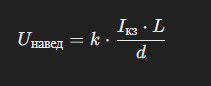 U_навед = k · (I_кз · L) / d